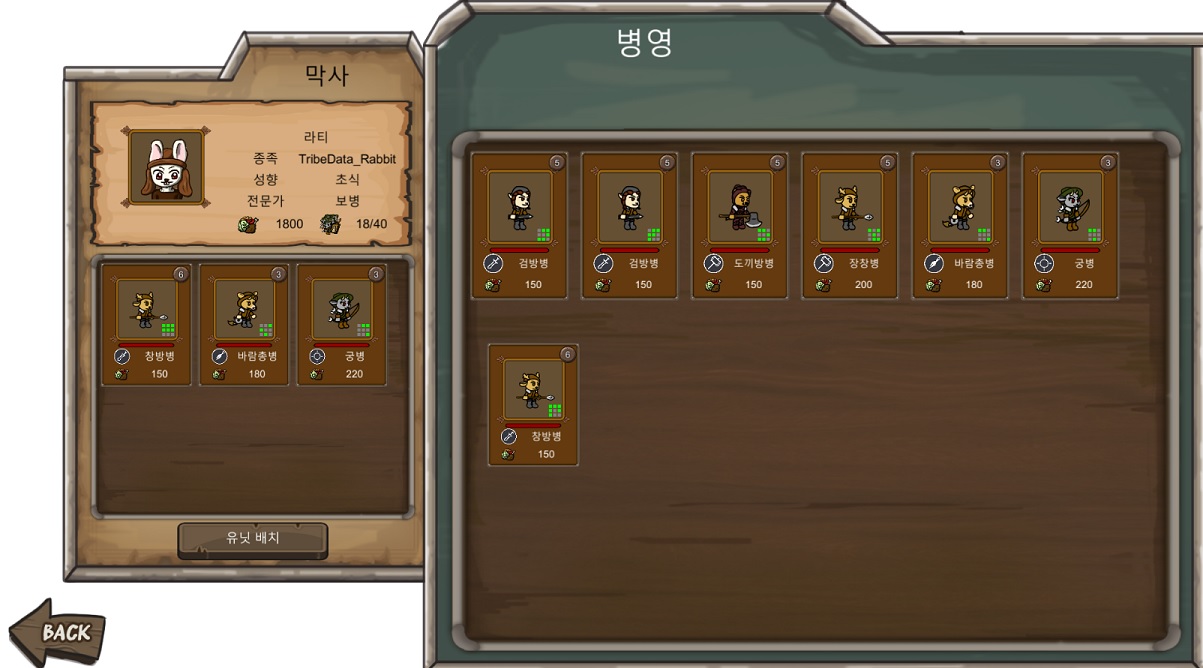 막사
라티
종족 TribeData_Rabbit
성향 초식
전문가 보병
1800 18/40
6 3 3
창방병 바람총병 궁병
150 180 220
유닛 배치
BACK
병영
5 5 5 5 3 3
검방병 검방병 도끼방병 장창병 바람총병 궁병
150 150 150 200 180 220
6
창방병
150